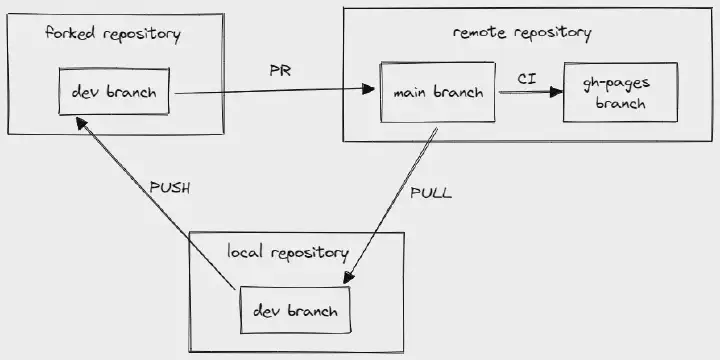 forked repository
dev branch
PR
remote repository
main branch
CI
gh-pages
branch
PUSH
PULL
local repository
dev branch